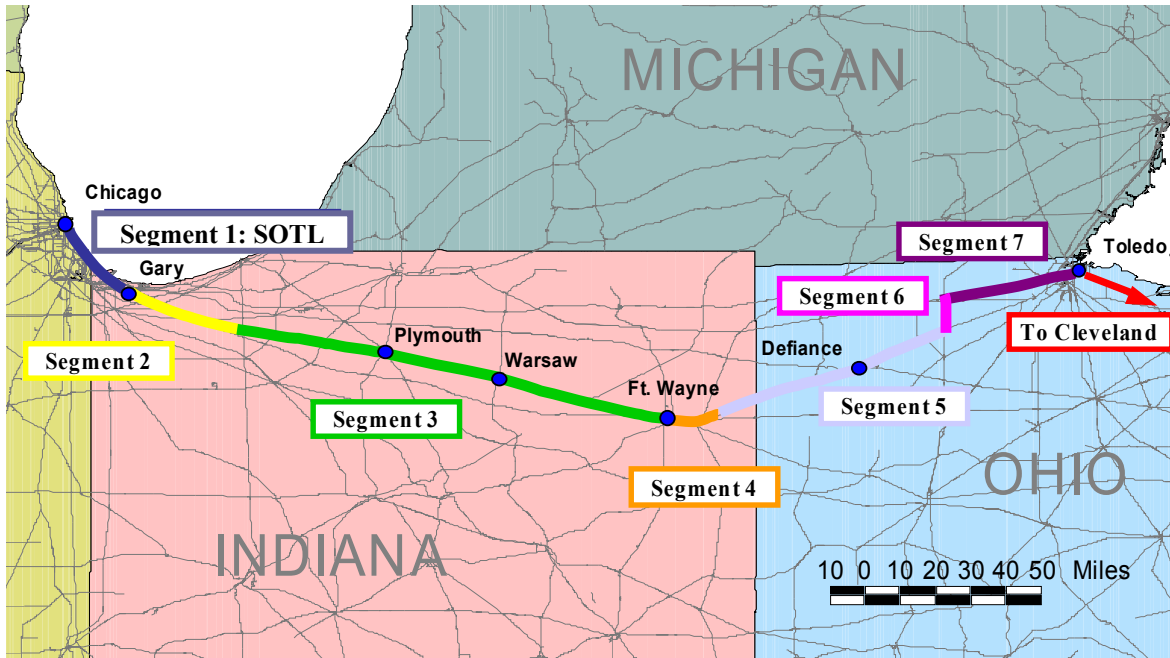 MICHIGAN
Chicago
Segment 1: SOTL
Segment 7
Toledo
Gary
Segment 6
To Cleveland
Plymouth
Segment 2
Defiance
Warsaw
Ft. Wayne
Segment 3
Segment 5
Segment 4
OHIO
INDIANA
10 0 10 20 30 40 50 Miles